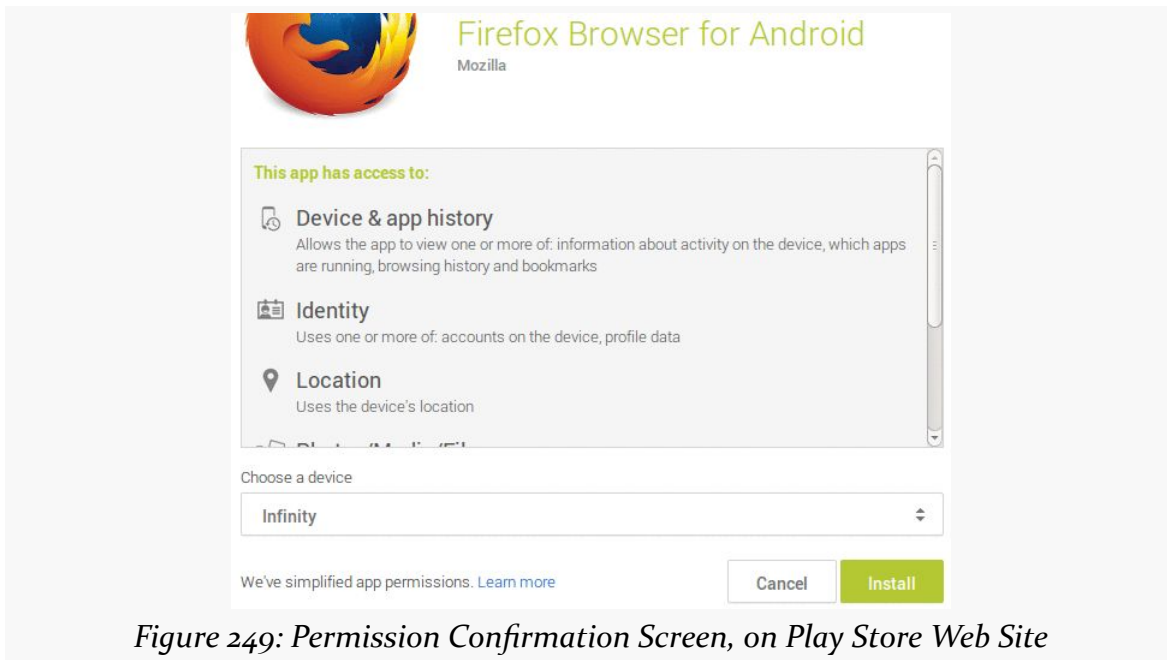 Firefox Browser for Android
Mozilla
This app has access to:
Device & app history
Allows the app to view one or more of: information about activity on the device, which apps
are running, browsing history and bookmarks
Identity
Uses one or more of: accounts on the device, profile data
Location
Uses the device's location
Choose a device
Infinity
We've simplified app permissions. Learn more
Cancel
Install
Figure 249: Permission Confirmation Screen, on Play Store Web Site